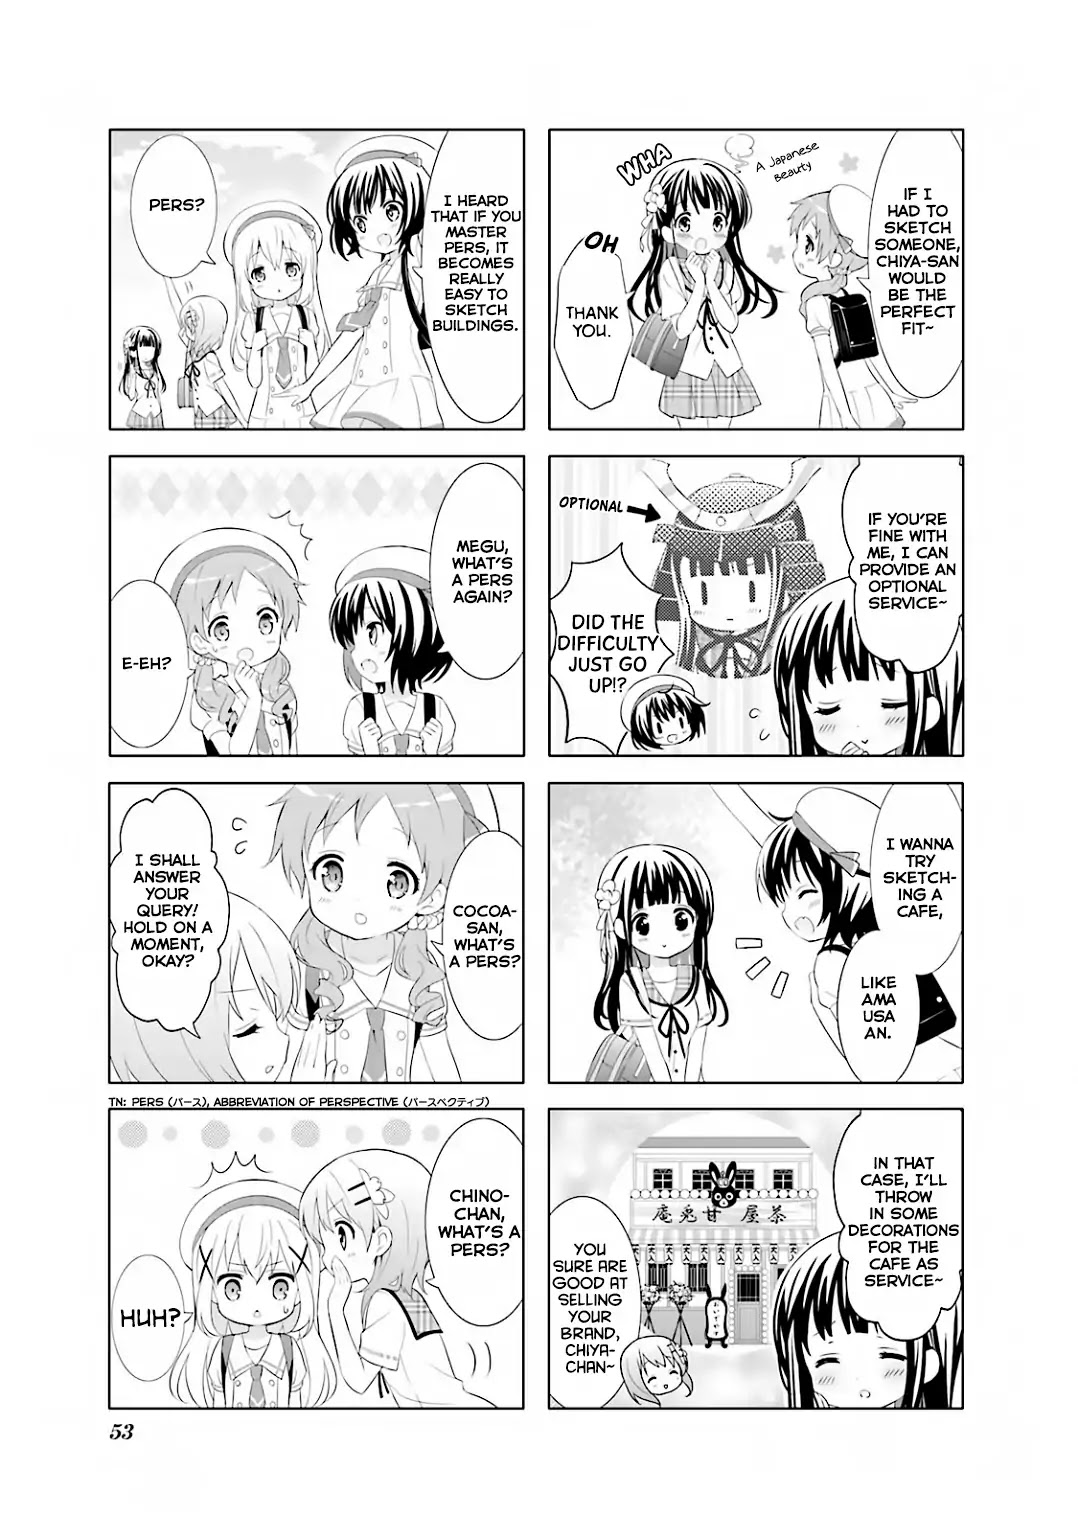 IF I
HAD TO
SKETCH
SOMEONE,
CHIYA-SAN
WOULD
BE THE
PERFECT
FIT~
A Japanese
Beauty
WHA
OH
THANK
YOU.
IF YOU'RE
FINE WITH
ME, I CAN
PROVIDE AN
OPTIONAL
SERVICE~
OPTIONAL
DID THE
DIFFICULTY
JUST GO
UP!?
I WANNA
TRY
SKETCH-
ING A
CAFE,
LIKE
AMA
USA
AN.
IN THAT
CASE, I'LL
THROW
IN SOME
DECORATIONS
FOR THE
CAFE AS
SERVICE~
庵兎甘屋茶
YOU
SURE ARE
GOOD AT
SELLING
YOUR
BRAND,
CHIYA-
CHAN~
I HEARD
THAT IF YOU
MASTER
PERS, IT
BECOMES
REALLY
EASY TO
SKETCH
BUILDINGS.
PERS?
MEGU,
WHAT'S
A PERS
AGAIN?
E-EH?
COCOA-
SAN,
WHAT'S
A PERS?
I SHALL
ANSWER
YOUR
QUERY!
HOLD ON A
MOMENT,
OKAY?
TN: PERS (パース), ABBREVIATION OF PERSPECTIVE (パースペクティブ)
CHINO-
CHAN,
WHAT'S A
PERS?
HUH?
53